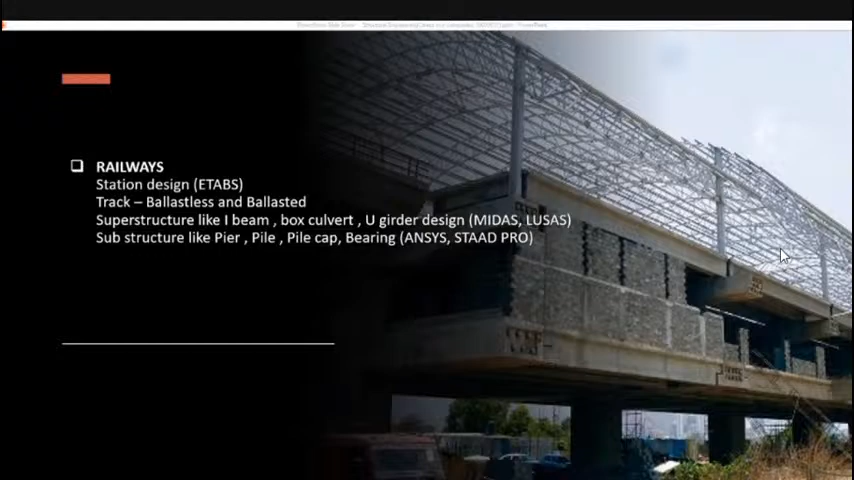 RAILWAYS
Station design (ETABS)
Track – Ballastless and Ballasted
Superstructure like I beam , box culvert , U girder design (MIDAS, LUSAS)
Sub structure like Pier , Pile , Pile cap, Bearing (ANSYS, STAAD PRO)